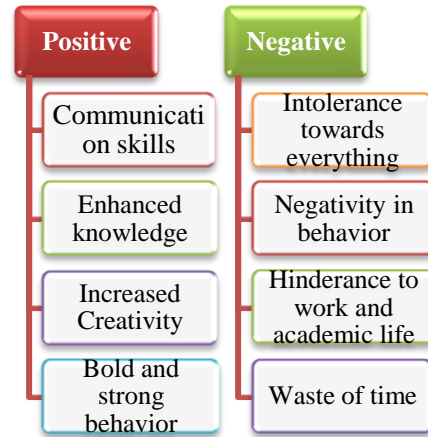 Positive
Communicati
on skills
Enhanced
knowledge
Increased
Creativity
Bold and
strong
behavior
Negative
Intolerance
towards
everything
Negativity in
behavior
Hinderance to
work and
academic life
Waste of time